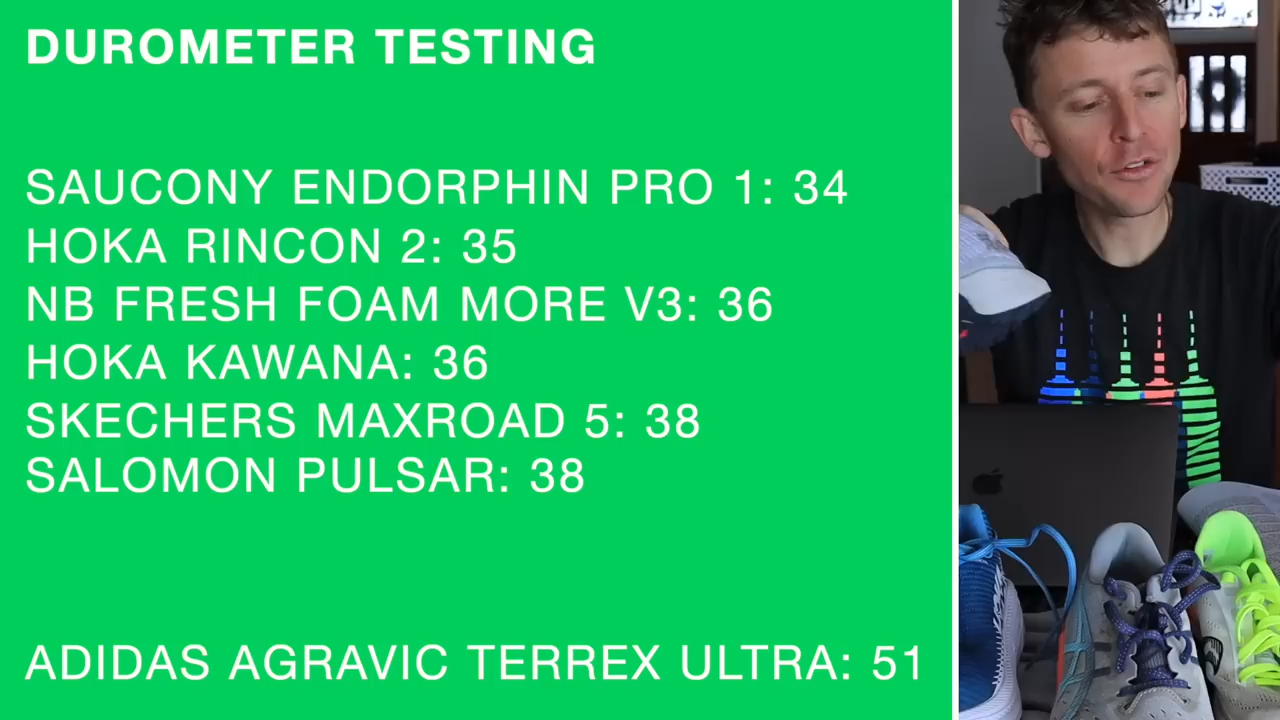 DUROMETER TESTING
SAUCONY ENDORPHIN PRO 1: 34
HOKA RINCON 2: 35
NB FRESH FOAM MORE V3: 36
HOKA KAWANA: 36
SKECHERS MAXROAD 5: 38
SALOMON PULSAR: 38
ADIDAS AGRAVIC TERREX ULTRA: 51